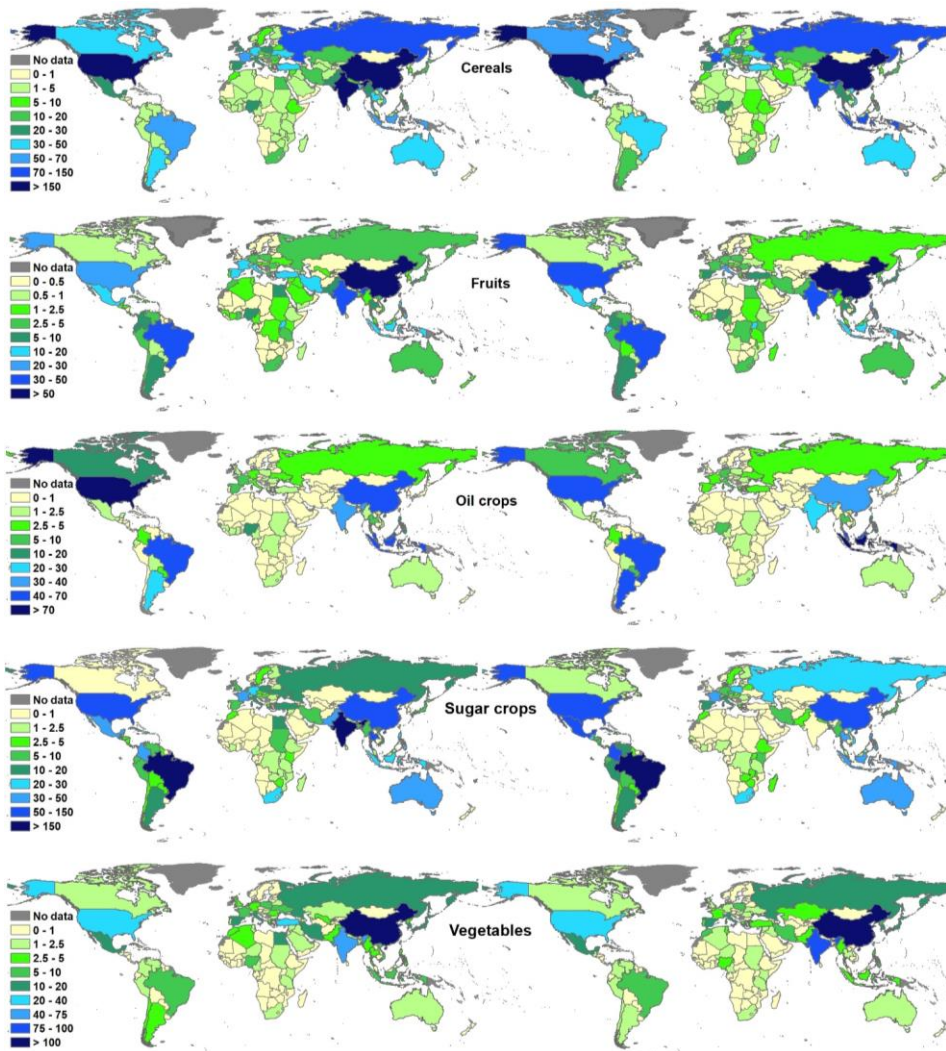 Cereals
No data
0 - 1
1 - 5
5 - 10
10 - 20
20 - 30
30 - 50
50 - 70
70 - 150
> 150
Fruits
No data
0 - 0.5
0.5 - 1
1 - 2.5
2.5 - 5
5 - 10
10 - 20
20 - 30
30 - 50
> 50
Oil crops
No data
0 - 1
1 - 2.5
2.5 - 5
5 - 10
10 - 20
20 - 30
30 - 40
40 - 70
> 70
Sugar crops
No data
0 - 1
1 - 2.5
2.5 - 5
5 - 10
10 - 20
20 - 30
30 - 50
50 - 150
> 150
Vegetables
No data
0 - 1
1 - 2.5
2.5 - 5
5 - 10
10 - 20
20 - 40
40 - 75
75 - 100
> 100